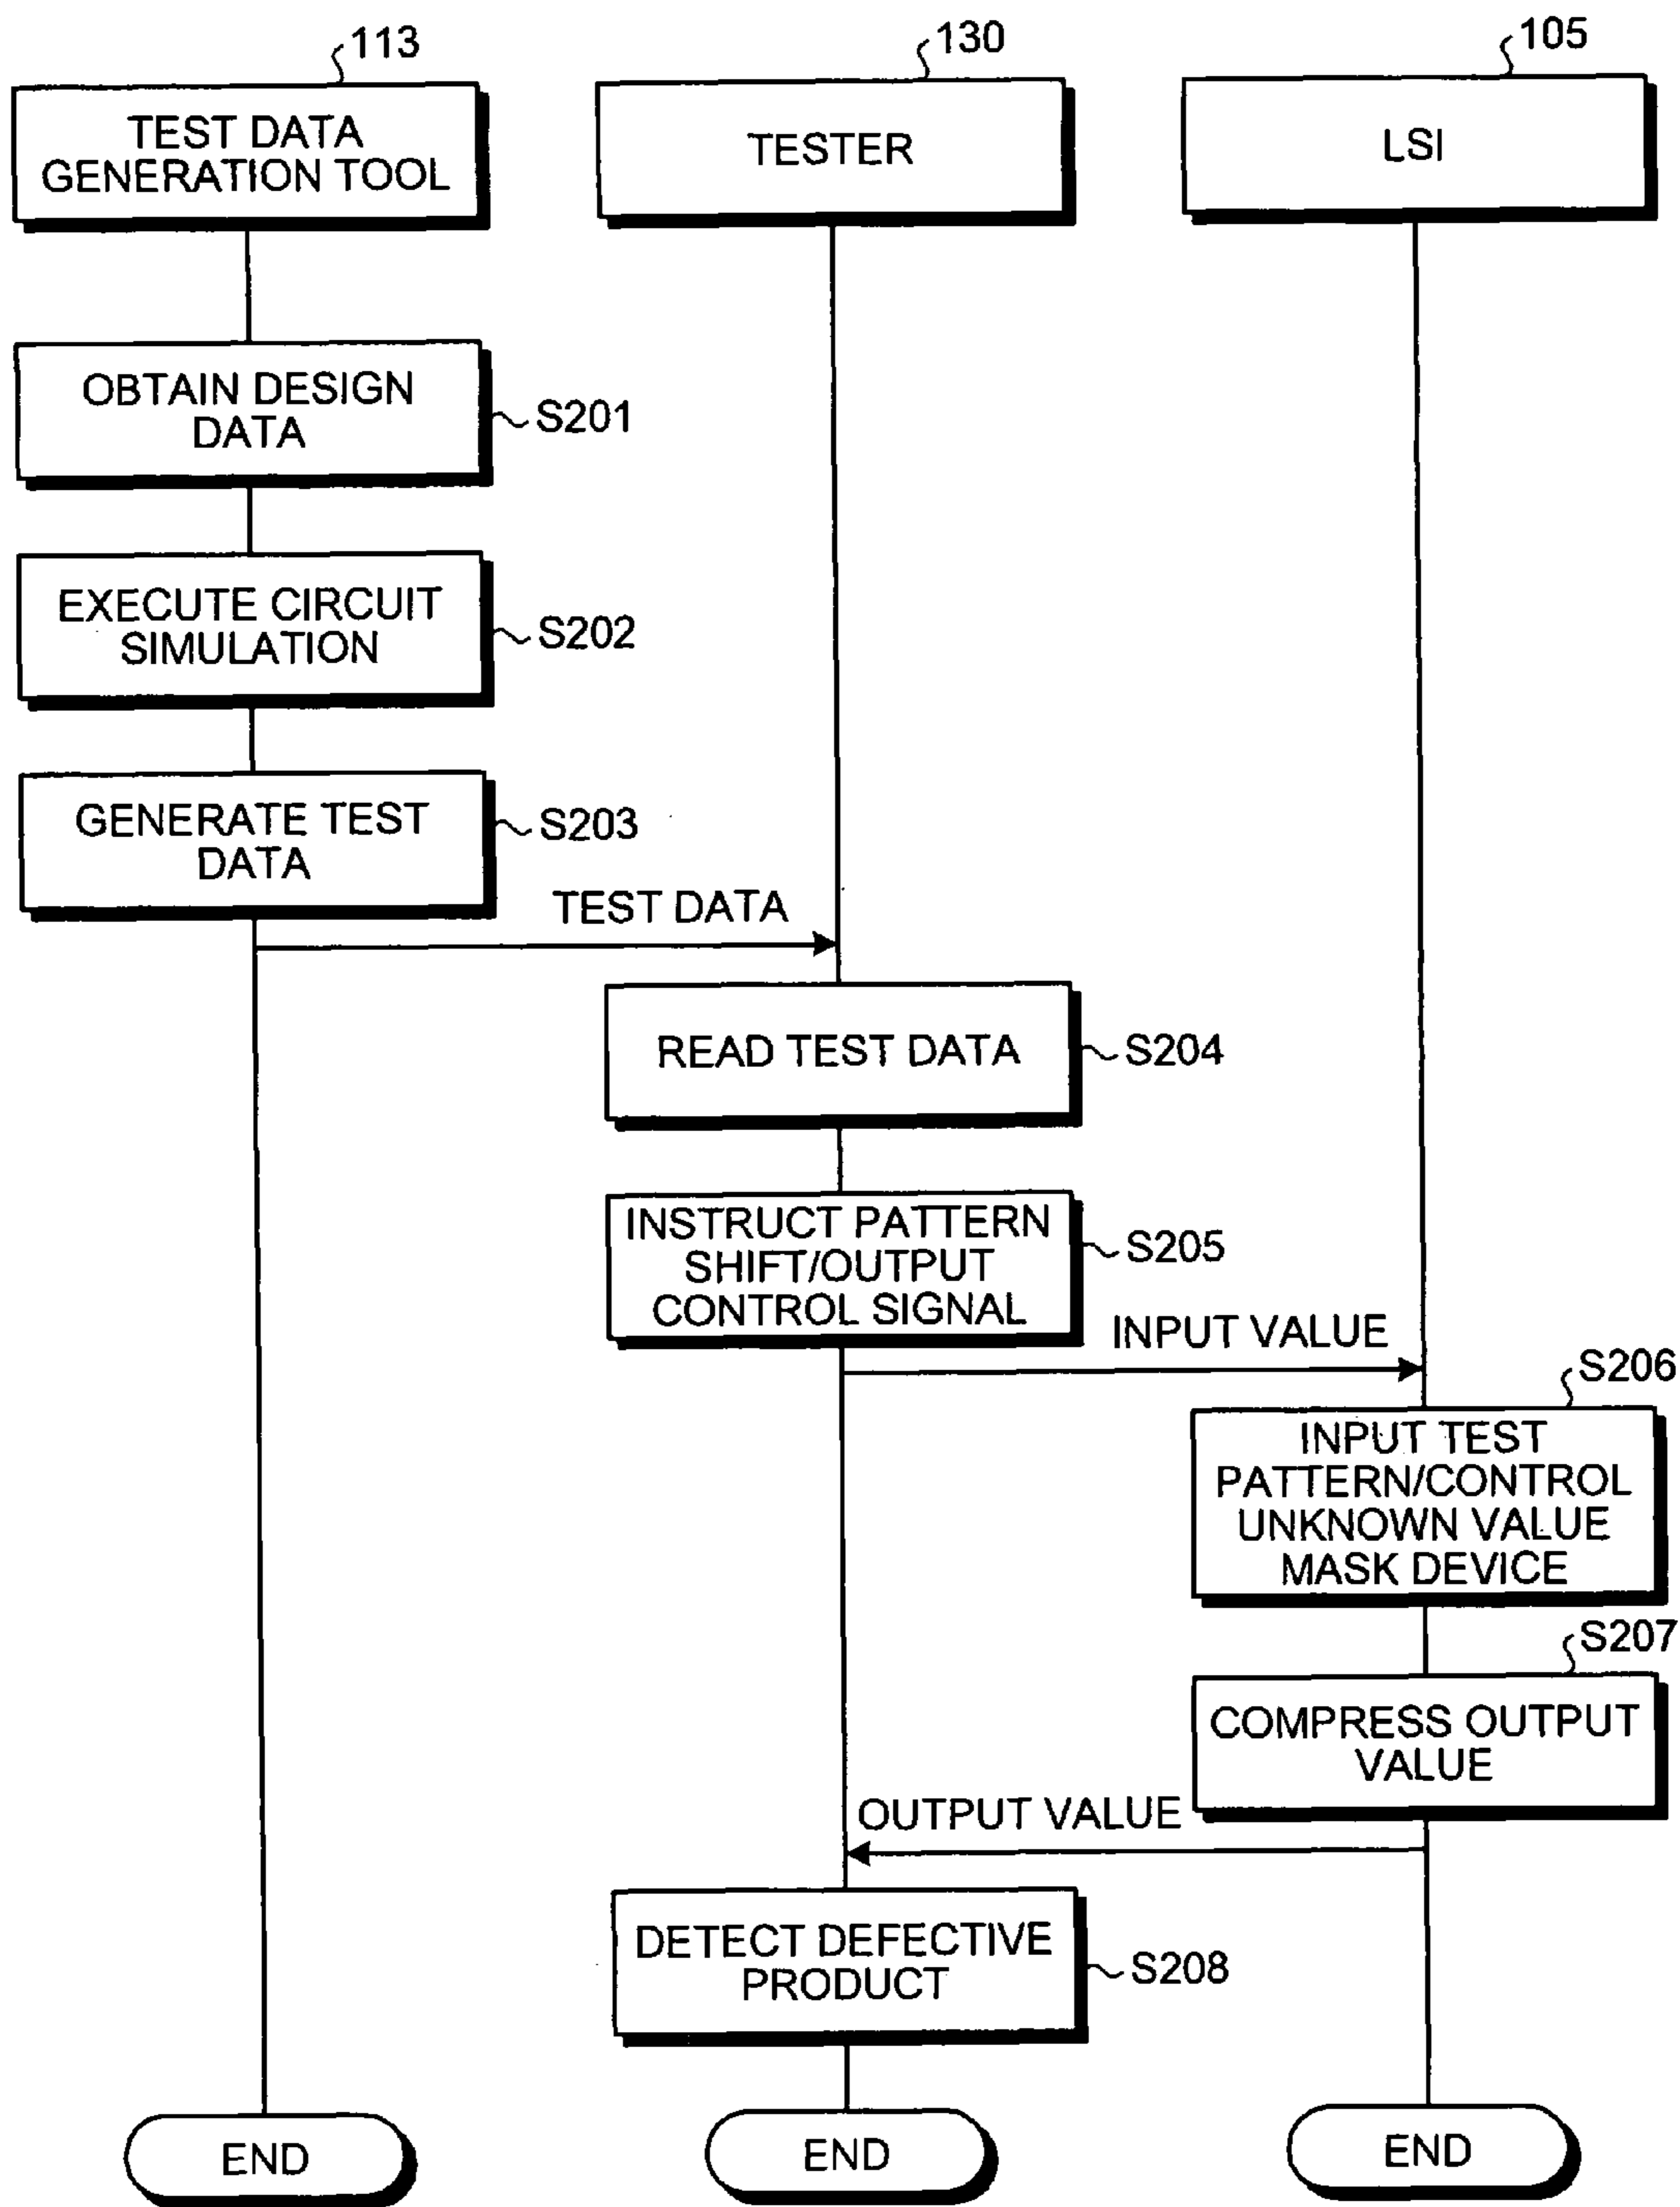 113
130
105
TEST DATA
GENERATION TOOL
TESTER
LSI
OBTAIN DESIGN
DATA
S201
EXECUTE CIRCUIT
SIMULATION
S202
GENERATE TEST
DATA
S203
TEST DATA
READ TEST DATA
S204
INSTRUCT PATTERN
SHIFT/OUTPUT
CONTROL SIGNAL
S205
INPUT VALUE
S206
INPUT TEST
PATTERN/CONTROL
UNKNOWN VALUE
MASK DEVICE
S207
COMPRESS OUTPUT
VALUE
OUTPUT VALUE
DETECT DEFECTIVE
PRODUCT
S208
END
END
END